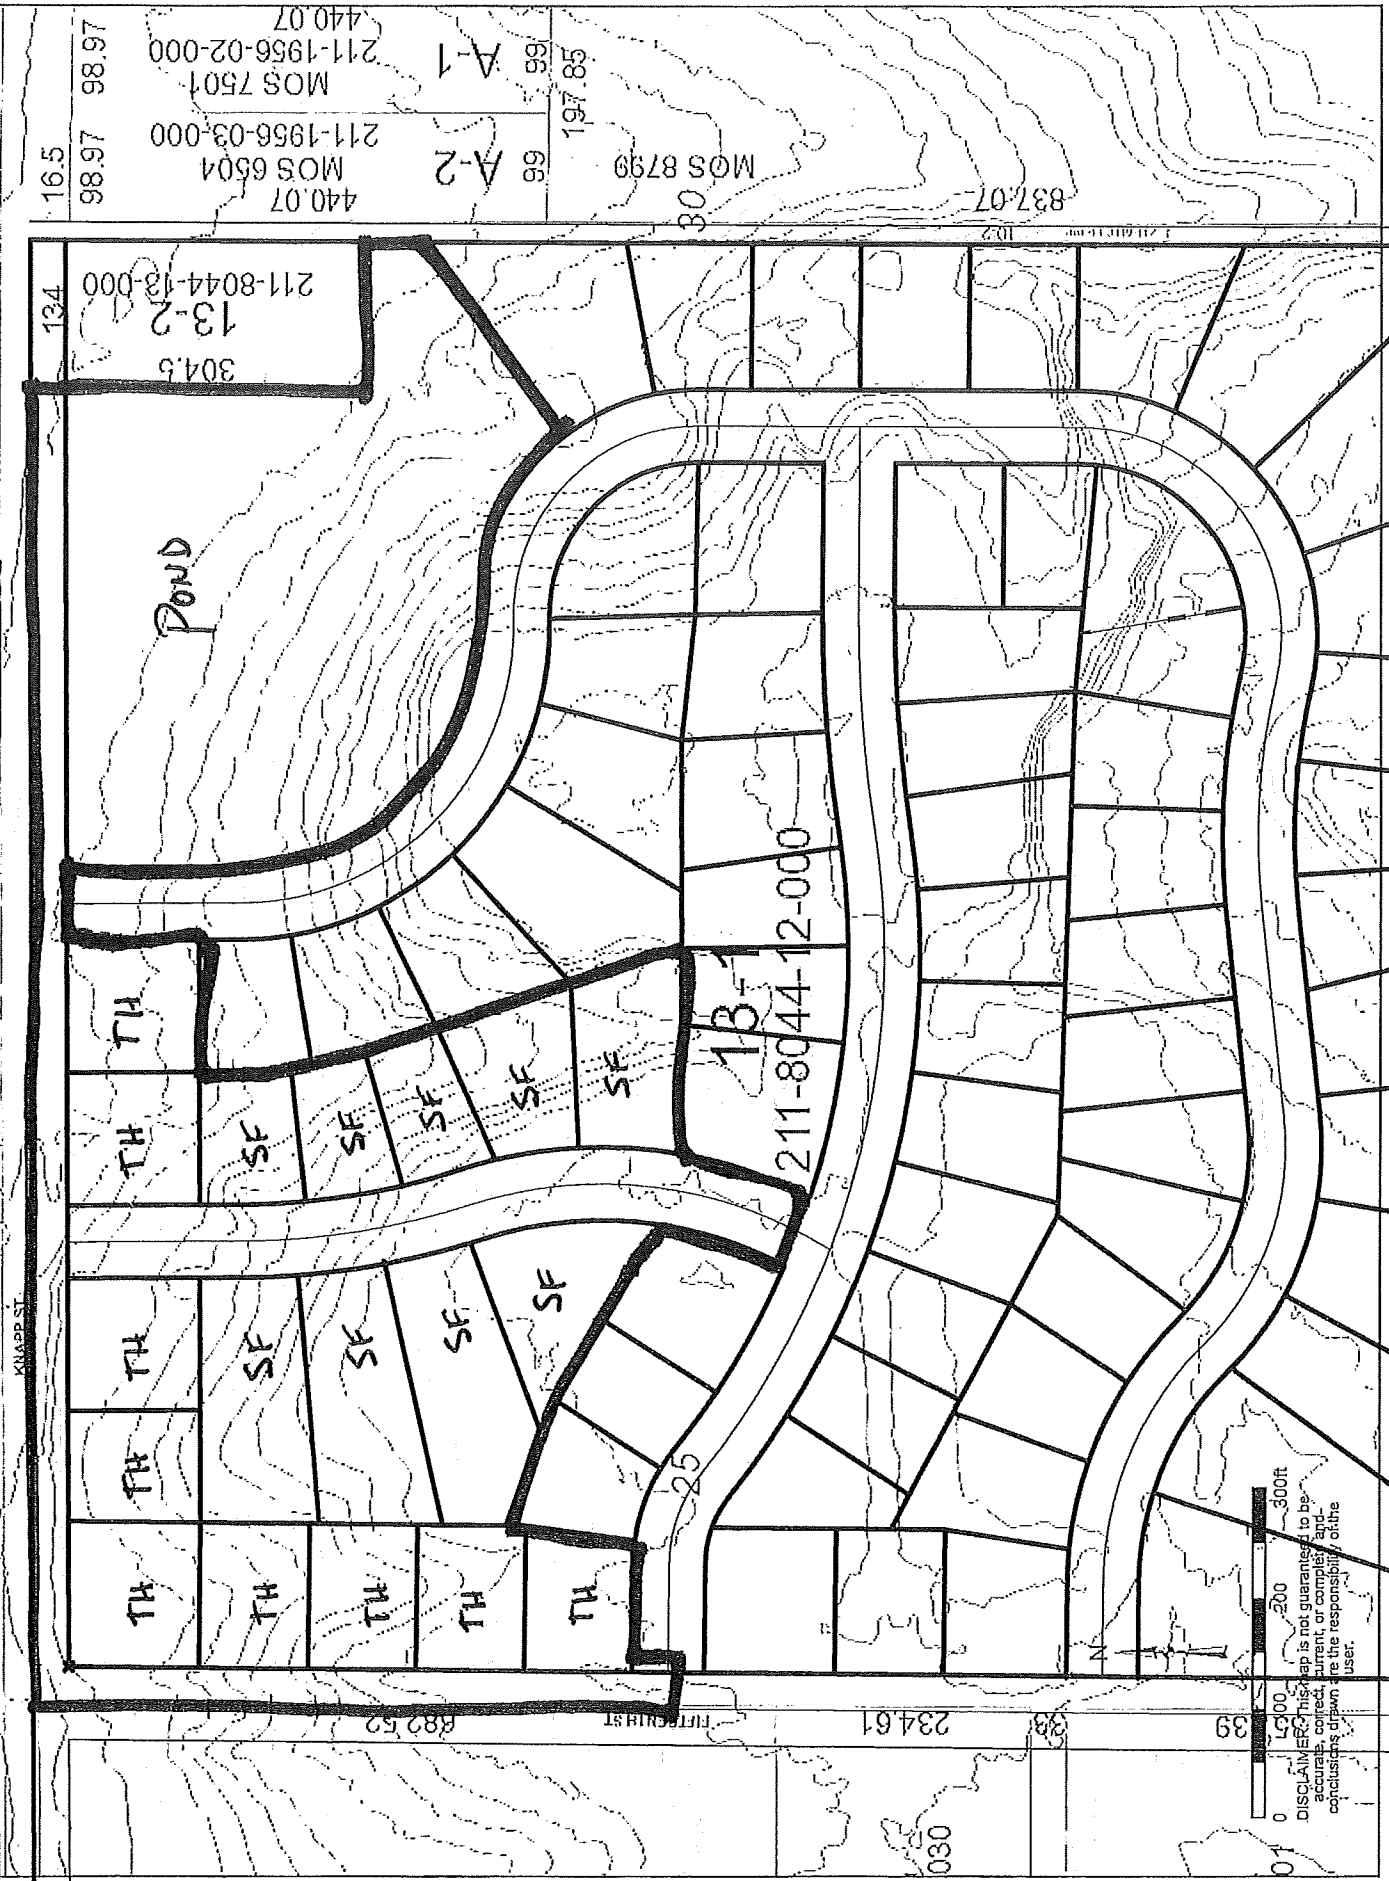 16.5
98.97
98.97
440.07
211-1956-02-000
MOS 7501
A-1
99
197.85
211-1956-03-000
MOS 6504
440.07
A-2
99
MOS 8799
30
837.07
134
211-8044-13-000
13-2
304.5
POND
KNAPP ST
TH
TH
TH
TH
TH
TH
TH
TH
TH
SF
SF
SF
SF
SF
SF
SF
SF
SF
13-1
211-8044-12-000
25
682.52
FIFTEENTH ST
234.61
33
39
030
01
N
0
100
200
300ft
DISCLAIMER: This map is not guaranteed to be
accurate, correct, current, or complete and
conclusions drawn are the responsibility of the
user.